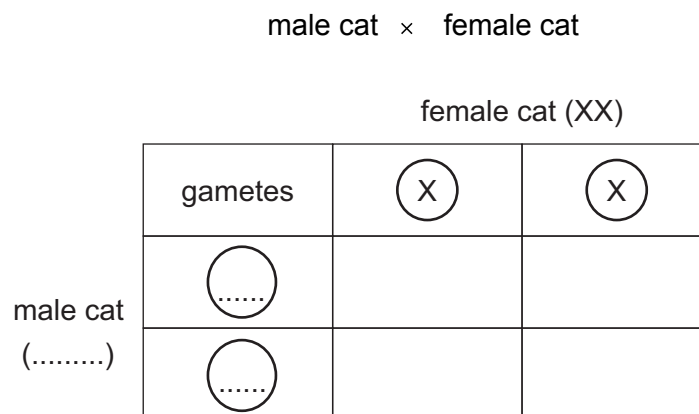 male cat × female cat
female cat (XX)
gametes X X
......
male cat
(.........)
......